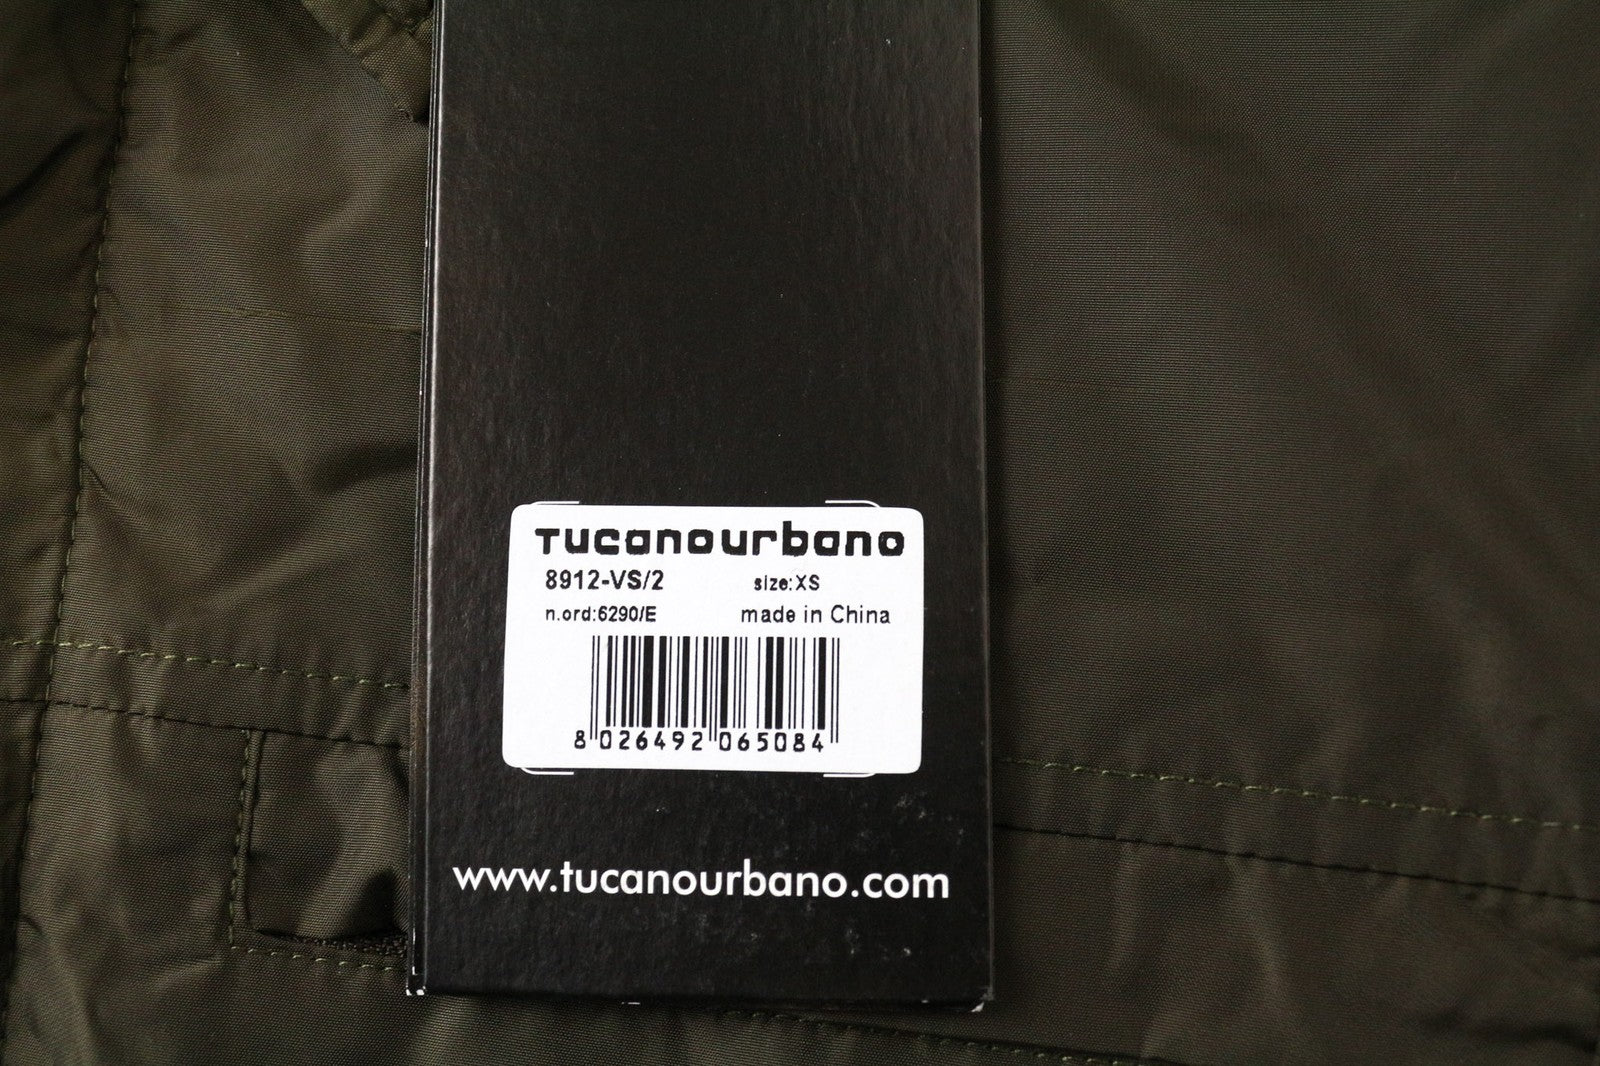 Tucanourbano
8912-VS/2 size:XS
n.ord:6290/E made in China
8 026492 065084
www.tucanourbano.com